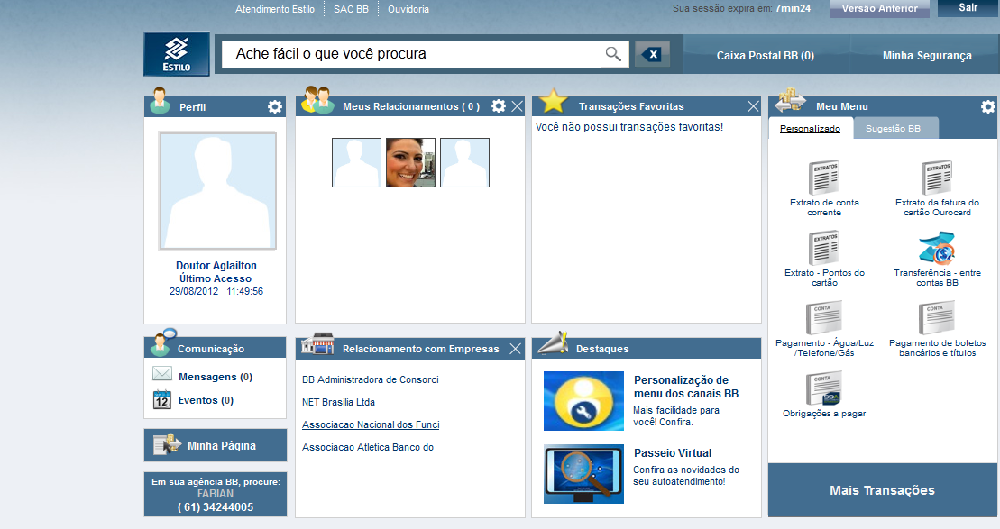 Atendimento Estilo
SAC BB
Ouvidoria
Sua sessão expira em: 7min24
Versão Anterior
Sair
ESTILO
Ache fácil o que você procura
x
Caixa Postal BB (0)
Minha Segurança
Perfil
Doutor Aglailton
Último Acesso
29/08/2012 11:49:56
Meus Relacionamentos ( 0 )
Transações Favoritas
Você não possui transações favoritas!
Meu Menu
Personalizado
Sugestão BB
EXTRATOS
Extrato de conta
corrente
EXTRATOS
Extrato da fatura do
cartão Ourocard
EXTRATOS
Extrato - Pontos do
cartão
Transferência - entre
contas BB
CONTA
Pagamento - Água/Luz
/Telefone/Gás
CONTA
Pagamento de boletos
bancários e títulos
CONTA
DDA
Obrigações a pagar
Mais Transações
Comunicação
Mensagens (0)
12
Eventos (0)
Minha Página
Em sua agência BB, procure:
FABIAN
( 61) 34244005
Relacionamento com Empresas
BB Administradora de Consorci
NET Brasilia Ltda
Associacao Nacional dos Funci
Associacao Atletica Banco do
Destaques
Personalização de
menu dos canais BB
Mais facilidade para
você! Confira.
Passeio Virtual
Confira as novidades do
seu autoatendimento!